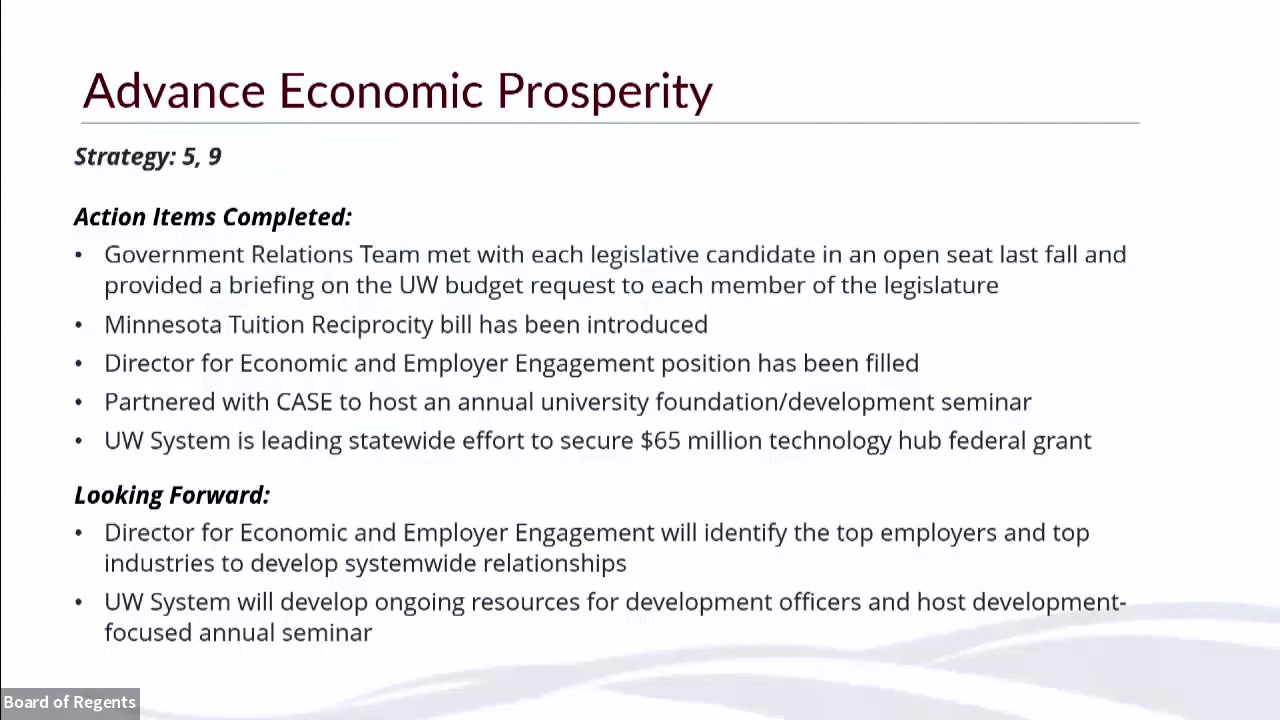 Advance Economic Prosperity
Strategy: 5, 9
Action Items Completed:
• Government Relations Team met with each legislative candidate in an open seat last fall and
provided a briefing on the UW budget request to each member of the legislature
• Minnesota Tuition Reciprocity bill has been introduced
• Director for Economic and Employer Engagement position has been filled
• Partnered with CASE to host an annual university foundation/development seminar
• UW System is leading statewide effort to secure $65 million technology hub federal grant
Looking Forward:
• Director for Economic and Employer Engagement will identify the top employers and top
industries to develop systemwide relationships
• UW System will develop ongoing resources for development officers and host development-
focused annual seminar
Board of Regents